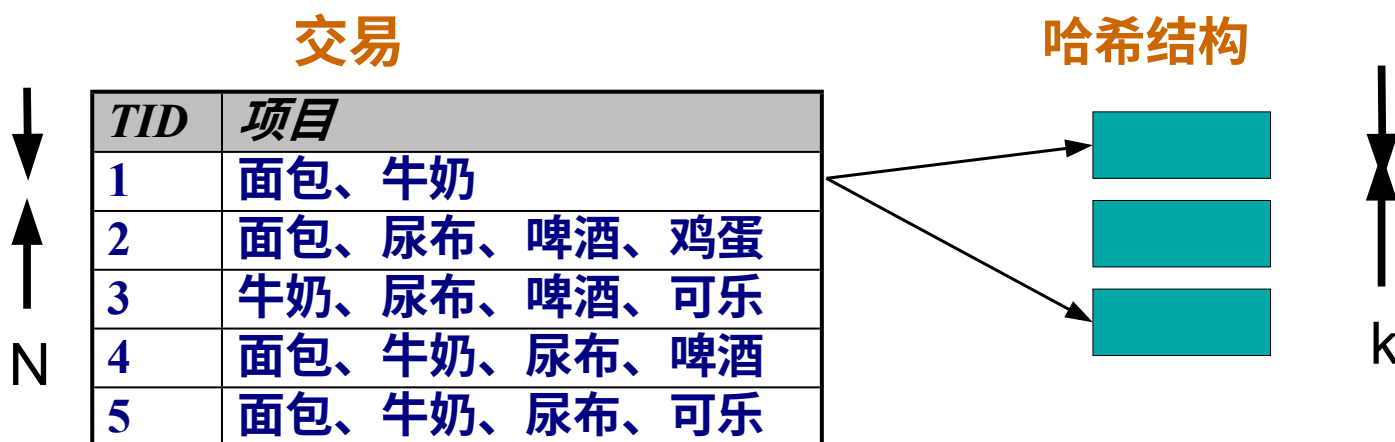 交易 哈希结构
TID 项目
1 面包、牛奶
2 面包、尿布、啤酒、鸡蛋
3 牛奶、尿布、啤酒、可乐
4 面包、牛奶、尿布、啤酒
5 面包、牛奶、尿布、可乐
N
k